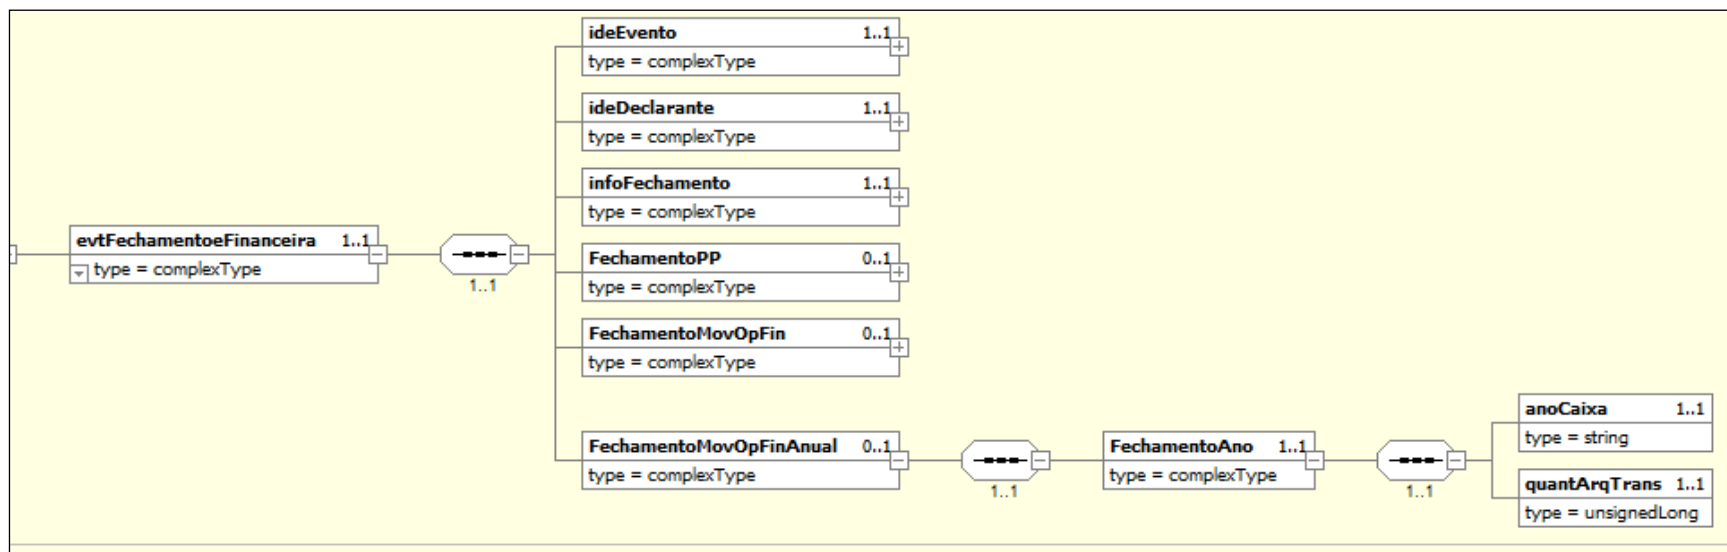 ideEvento 1..1
type = complexType
ideDeclarante 1..1
type = complexType
infoFechamento 1..1
type = complexType
evtFechamentoeFinanceira 1..1
type = complexType
1..1
FechamentoPP 0..1
type = complexType
FechamentoMovOpFin 0..1
type = complexType
FechamentoMovOpFinAnual 0..1
type = complexType
1..1
FechamentoAno 1..1
type = complexType
1..1
anoCaixa 1..1
type = string
quantArqTrans 1..1
type = unsignedLong